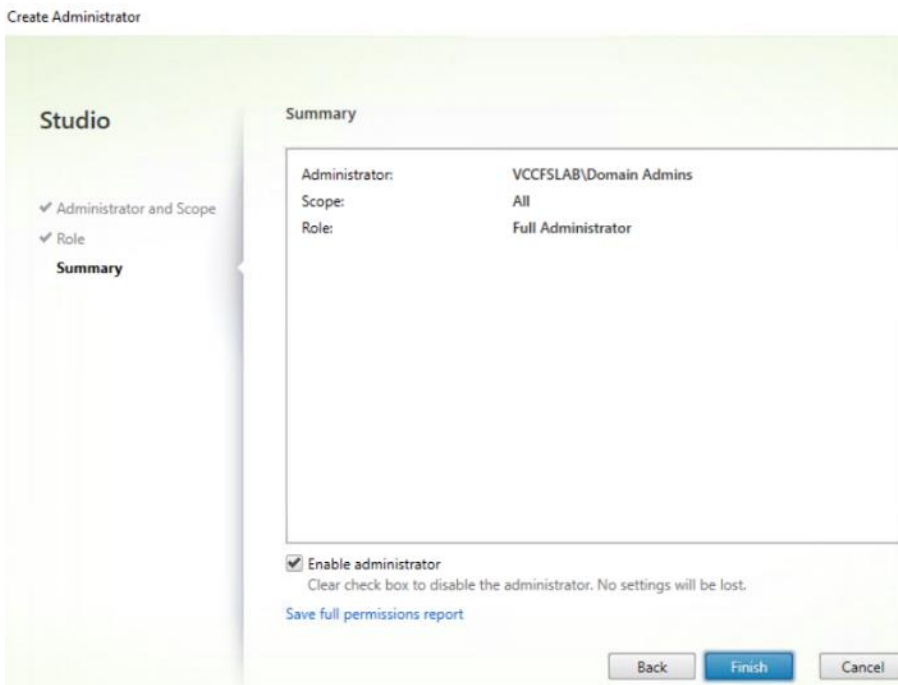 Create Administrator
Studio
Administrator and Scope
Role
Summary
Summary
Administrator: VCCFSLAB\Domain Admins
Scope: All
Role: Full Administrator
Enable administrator
Clear check box to disable the administrator. No settings will be lost.
Save full permissions report
Back Finish Cancel